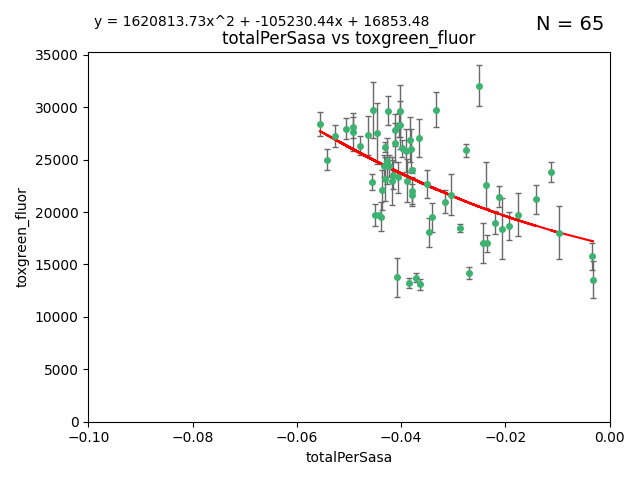 y = 1620813.73x^2 + -105230.44x + 16853.48
N = 65
totalPerSasa vs toxgreen_fluor
35000
30000
25000
20000
15000
10000
5000
0
toxgreen_fluor
−0.10
−0.08
−0.06
−0.04
−0.02
0.00
totalPerSasa